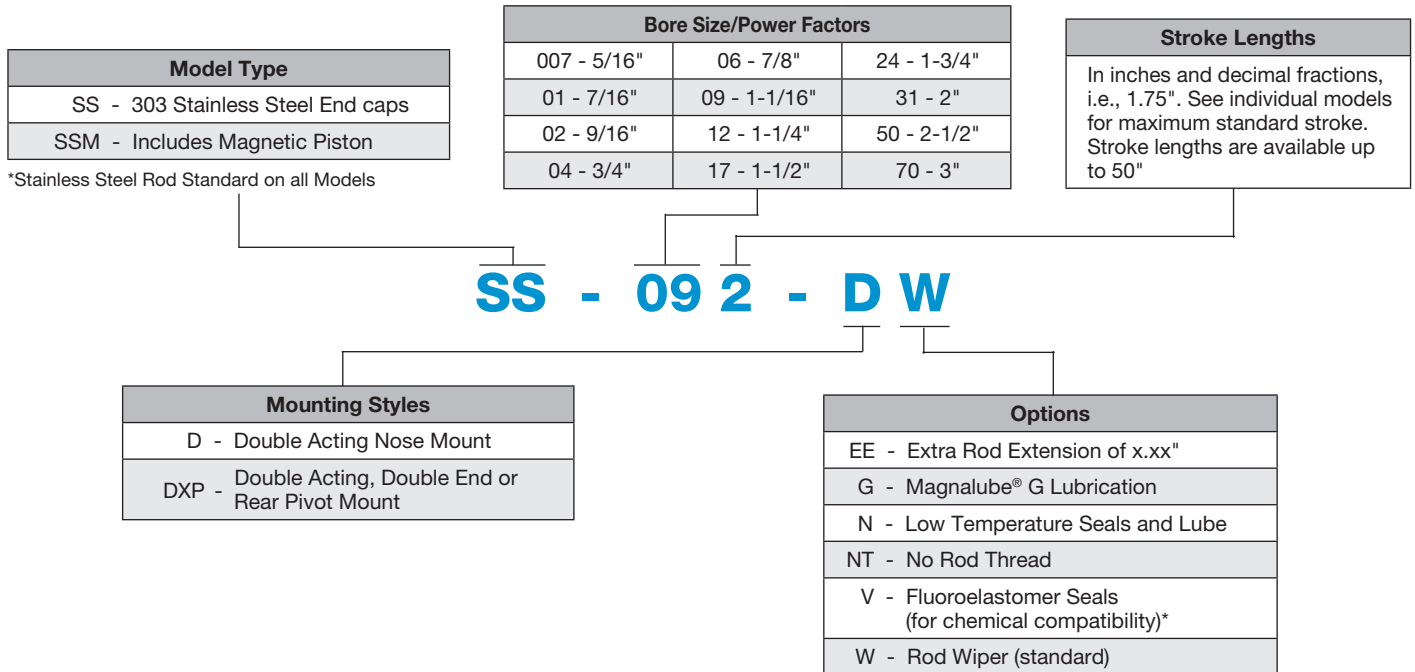 Model Type
SS - 303 Stainless Steel End caps
SSM - Includes Magnetic Piston
*Stainless Steel Rod Standard on all Models
Bore Size/Power Factors
007 - 5/16" 06 - 7/8" 24 - 1-3/4"
01 - 7/16" 09 - 1-1/16" 31 - 2"
02 - 9/16" 12 - 1-1/4" 50 - 2-1/2"
04 - 3/4" 17 - 1-1/2" 70 - 3"
Stroke Lengths
In inches and decimal fractions,
i.e., 1.75". See individual models
for maximum standard stroke.
Stroke lengths are available up
to 50"
SS - 09 2 - D W
Mounting Styles
D - Double Acting Nose Mount
DXP - Double Acting, Double End or
Rear Pivot Mount
Options
EE - Extra Rod Extension of x.xx"
G - Magnalube® G Lubrication
N - Low Temperature Seals and Lube
NT - No Rod Thread
V - Fluoroelastomer Seals
(for chemical compatibility)*
W - Rod Wiper (standard)